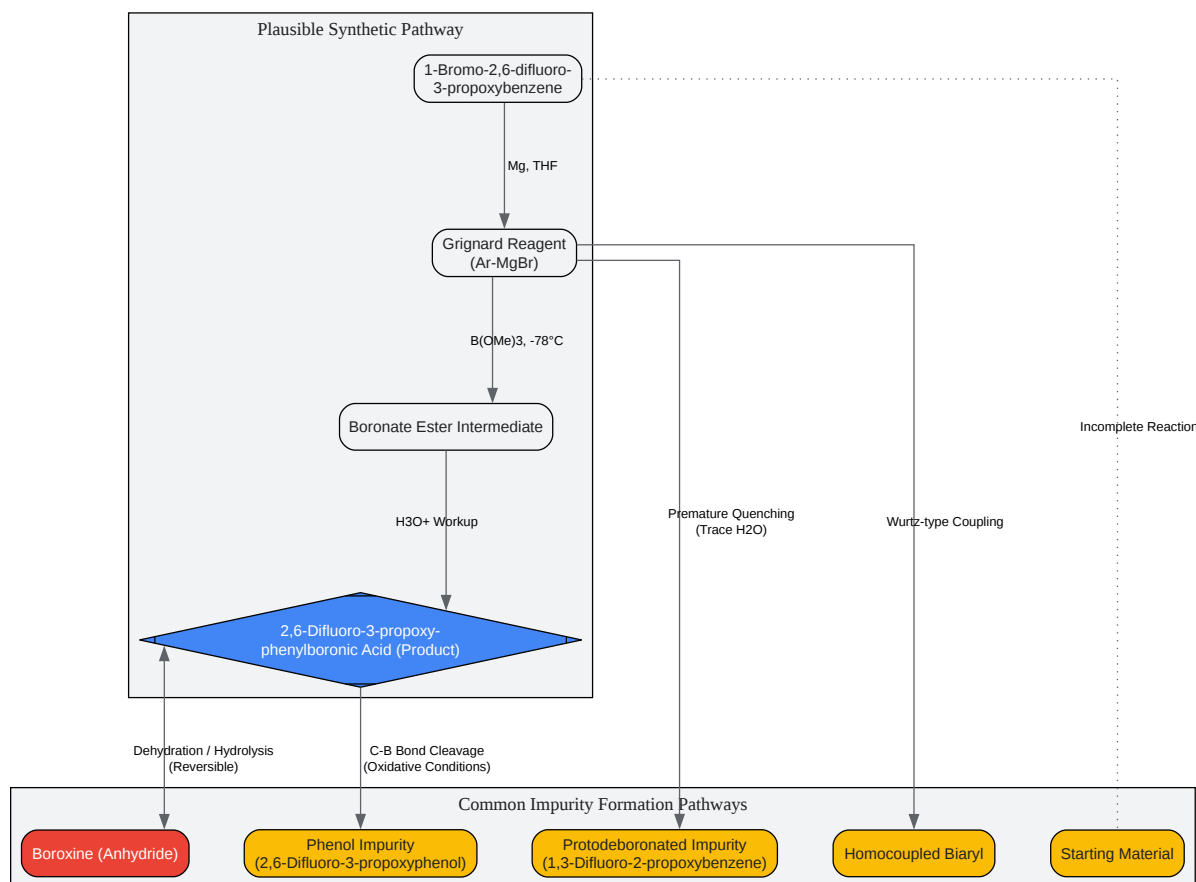 Plausible Synthetic Pathway
1-Bromo-2,6-difluoro-
3-propoxybenzene
Mg, THF
Grignard Reagent
(Ar-MgBr)
B(OMe)3, -78°C
Boronate Ester Intermediate
Incomplete Reaction
H3O+ Workup
Premature Quenching
(Trace H2O)
Wurtz-type Coupling
2,6-Difluoro-3-propoxy-
phenylboronic Acid (Product)
Dehydration / Hydrolysis
(Reversible)
C-B Bond Cleavage
(Oxidative Conditions)
Common Impurity Formation Pathways
Boroxine (Anhydride)
Phenol Impurity
(2,6-Difluoro-3-propoxyphenol)
Protodeboronated Impurity
(1,3-Difluoro-2-propoxybenzene)
Homocoupled Biaryl
Starting Material